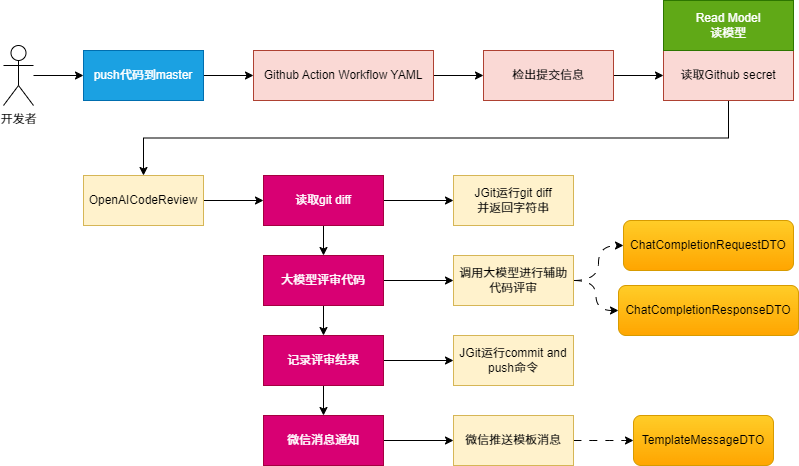 Read Model
读模型
push代码到master
Github Action Workflow YAML
检出提交信息
读取Github secret
开发者
OpenAICodeReview
读取git diff
JGit运行git diff
并返回字符串
ChatCompletionRequestDTO
大模型评审代码
调用大模型进行辅助
代码评审
ChatCompletionResponseDTO
记录评审结果
JGit运行commit and
push命令
微信消息通知
微信推送模板消息
TemplateMessageDTO